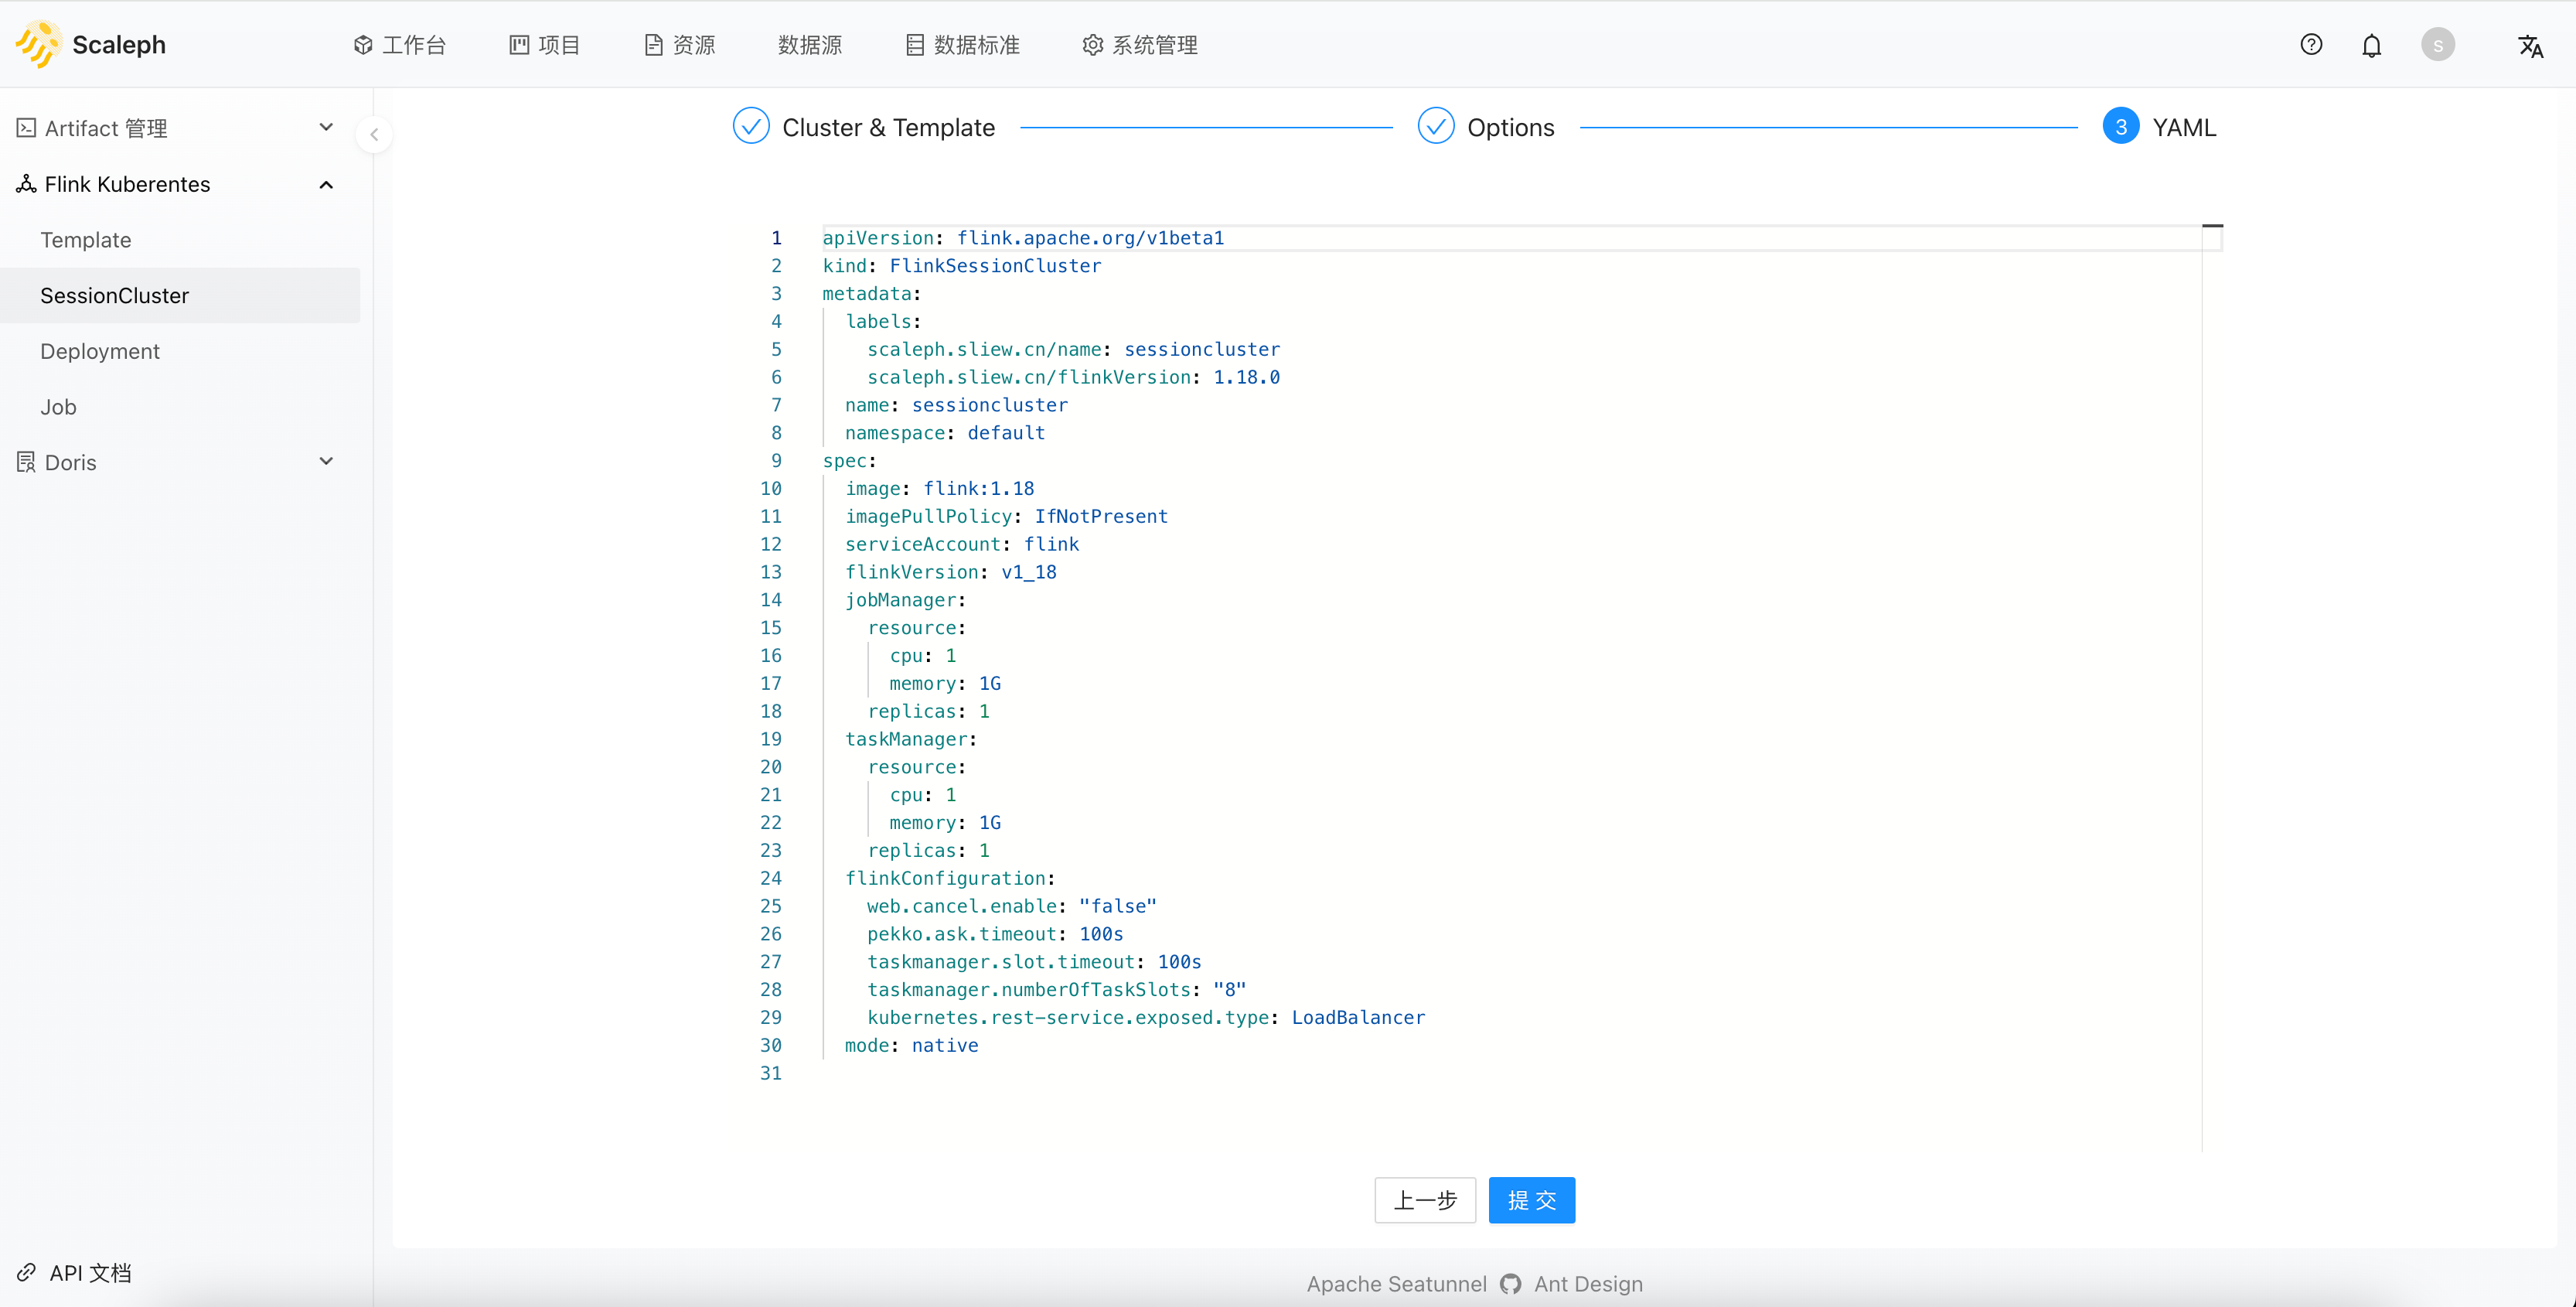 Scaleph
工作台
项目
资源
数据源
数据标准
系统管理
S
Artifact 管理
Flink Kuberentes
Template
SessionCluster
Deployment
Job
Doris
API 文档
Cluster & Template
Options
3 YAML
1 apiVersion: flink.apache.org/v1beta1
2 kind: FlinkSessionCluster
3 metadata:
4 labels:
5 scaleph.sliew.cn/name: sessioncluster
6 scaleph.sliew.cn/flinkVersion: 1.18.0
7 name: sessioncluster
8 namespace: default
9 spec:
10 image: flink:1.18
11 imagePullPolicy: IfNotPresent
12 serviceAccount: flink
13 flinkVersion: v1_18
14 jobManager:
15 resource:
16 cpu: 1
17 memory: 1G
18 replicas: 1
19 taskManager:
20 resource:
21 cpu: 1
22 memory: 1G
23 replicas: 1
24 flinkConfiguration:
25 web.cancel.enable: "false"
26 pekko.ask.timeout: 100s
27 taskmanager.slot.timeout: 100s
28 taskmanager.numberOfTaskSlots: "8"
29 kubernetes.rest-service.exposed.type: LoadBalancer
30 mode: native
31
上一步
提 交
Apache Seatunnel Ant Design